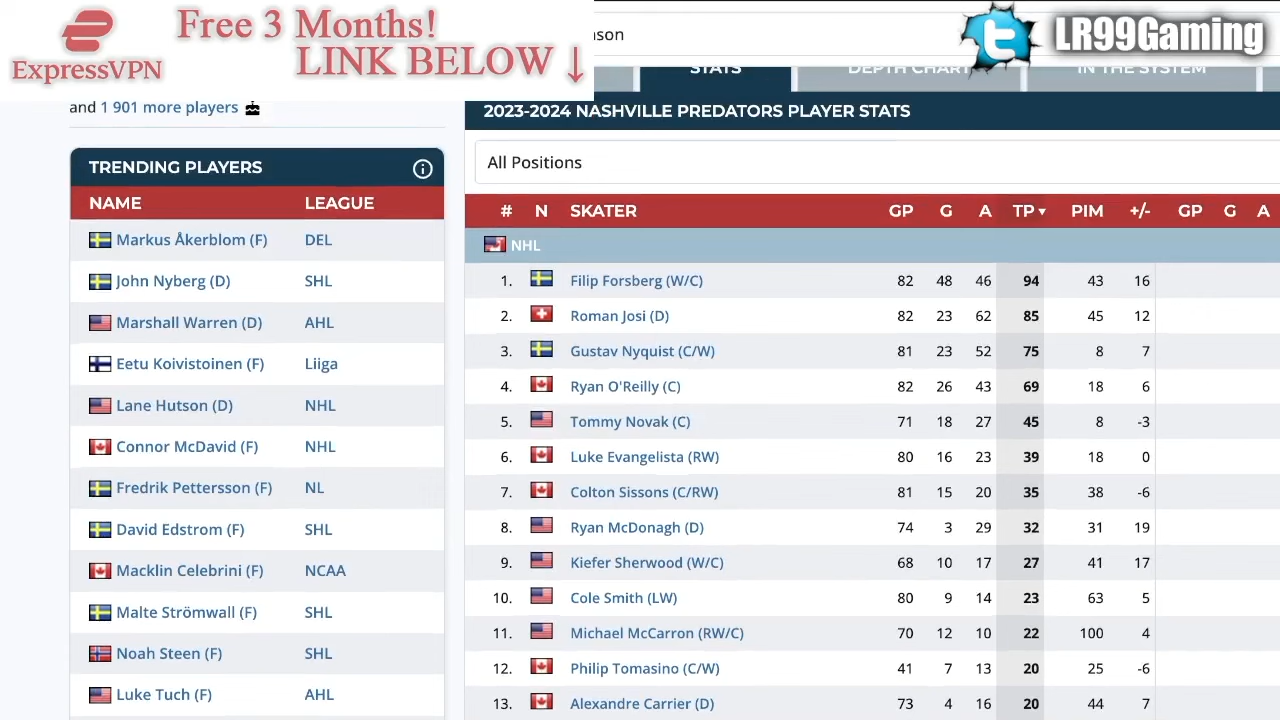 Free 3 Months!
ExpressVPN
LINK BELOW ↓
LR99Gaming
son
STATS
DEPTH CHART
IN THE SYSTEM
and 1 901 more players
2023-2024 NASHVILLE PREDATORS PLAYER STATS
All Positions
TRENDING PLAYERS
NAME LEAGUE
Markus Åkerblom (F) DEL
John Nyberg (D) SHL
Marshall Warren (D) AHL
Eetu Koivistoinen (F) Liiga
Lane Hutson (D) NHL
Connor McDavid (F) NHL
Fredrik Pettersson (F) NL
David Edstrom (F) SHL
Macklin Celebrini (F) NCAA
Malte Strömwall (F) SHL
Noah Steen (F) SHL
Luke Tuch (F) AHL
# N SKATER GP G A TP▼ PIM +/- GP G A
NHL
1. Filip Forsberg (W/C) 82 48 46 94 43 16
2. Roman Josi (D) 82 23 62 85 45 12
3. Gustav Nyquist (C/W) 81 23 52 75 8 7
4. Ryan O'Reilly (C) 82 26 43 69 18 6
5. Tommy Novak (C) 71 18 27 45 8 -3
6. Luke Evangelista (RW) 80 16 23 39 18 0
7. Colton Sissons (C/RW) 81 15 20 35 38 -6
8. Ryan McDonagh (D) 74 3 29 32 31 19
9. Kiefer Sherwood (W/C) 68 10 17 27 41 17
10. Cole Smith (LW) 80 9 14 23 63 5
11. Michael McCarron (RW/C) 70 12 10 22 100 4
12. Philip Tomasino (C/W) 41 7 13 20 25 -6
13. Alexandre Carrier (D) 73 4 16 20 44 7